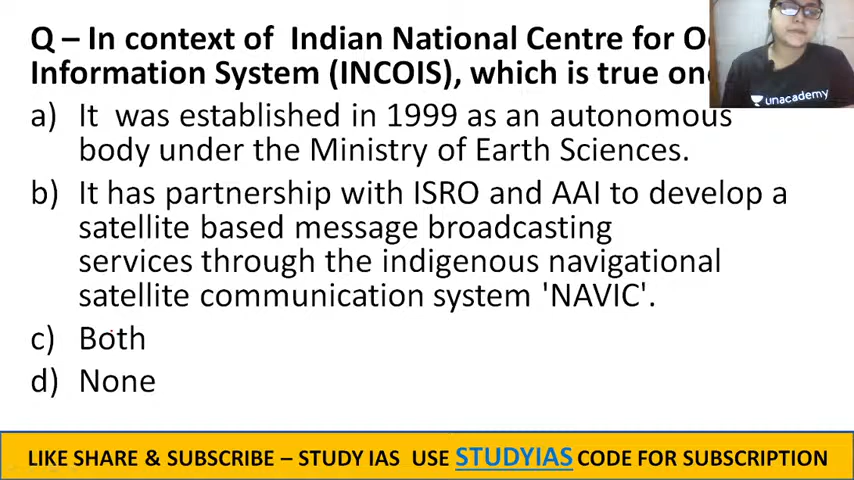 Q – In context of Indian National Centre for
Information System (INCOIS), which is true
a) It was established in 1999 as an autonomous
body under the Ministry of Earth Sciences.
b) It has partnership with ISRO and AAI to develop a
satellite based message broadcasting
services through the indigenous navigational
satellite communication system 'NAVIC'.
c) Both
d) None
unacademy
LIKE SHARE & SUBSCRIBE – STUDY IAS USE STUDYIAS CODE FOR SUBSCRIPTION